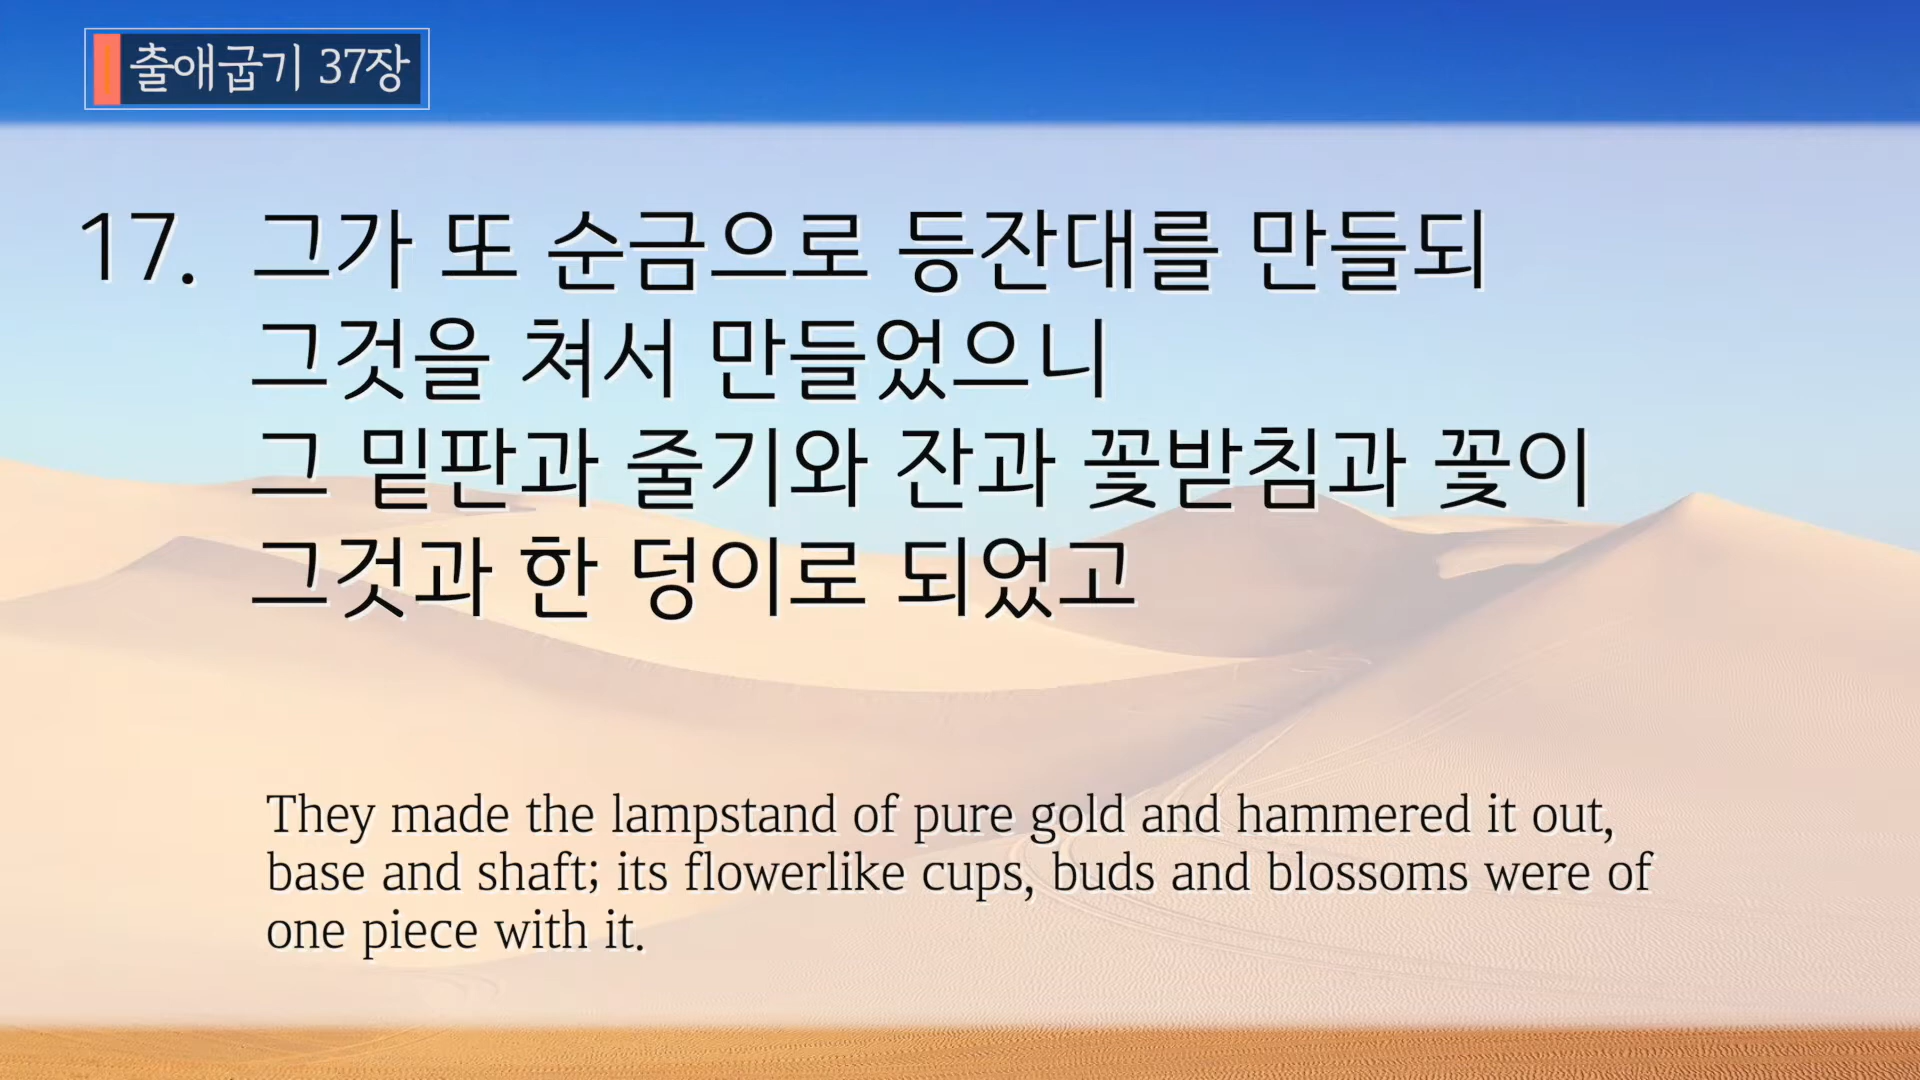 출애굽기 37장
17. 그가 또 순금으로 등잔대를 만들되
그것을 쳐서 만들었으니
그 밑판과 줄기와 잔과 꽃받침과 꽃이
그것과 한 덩이로 되었고
They made the lampstand of pure gold and hammered it out,
base and shaft; its flowerlike cups, buds and blossoms were of
one piece with it.